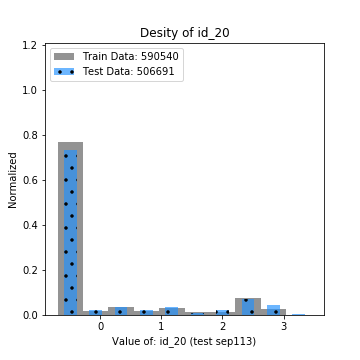 Desity of id_20
Train Data: 590540
Test Data: 506691
Normalized
1.2
1.0
0.8
0.6
0.4
0.2
0.0
0 1 2 3
Value of: id_20 (test sep113)